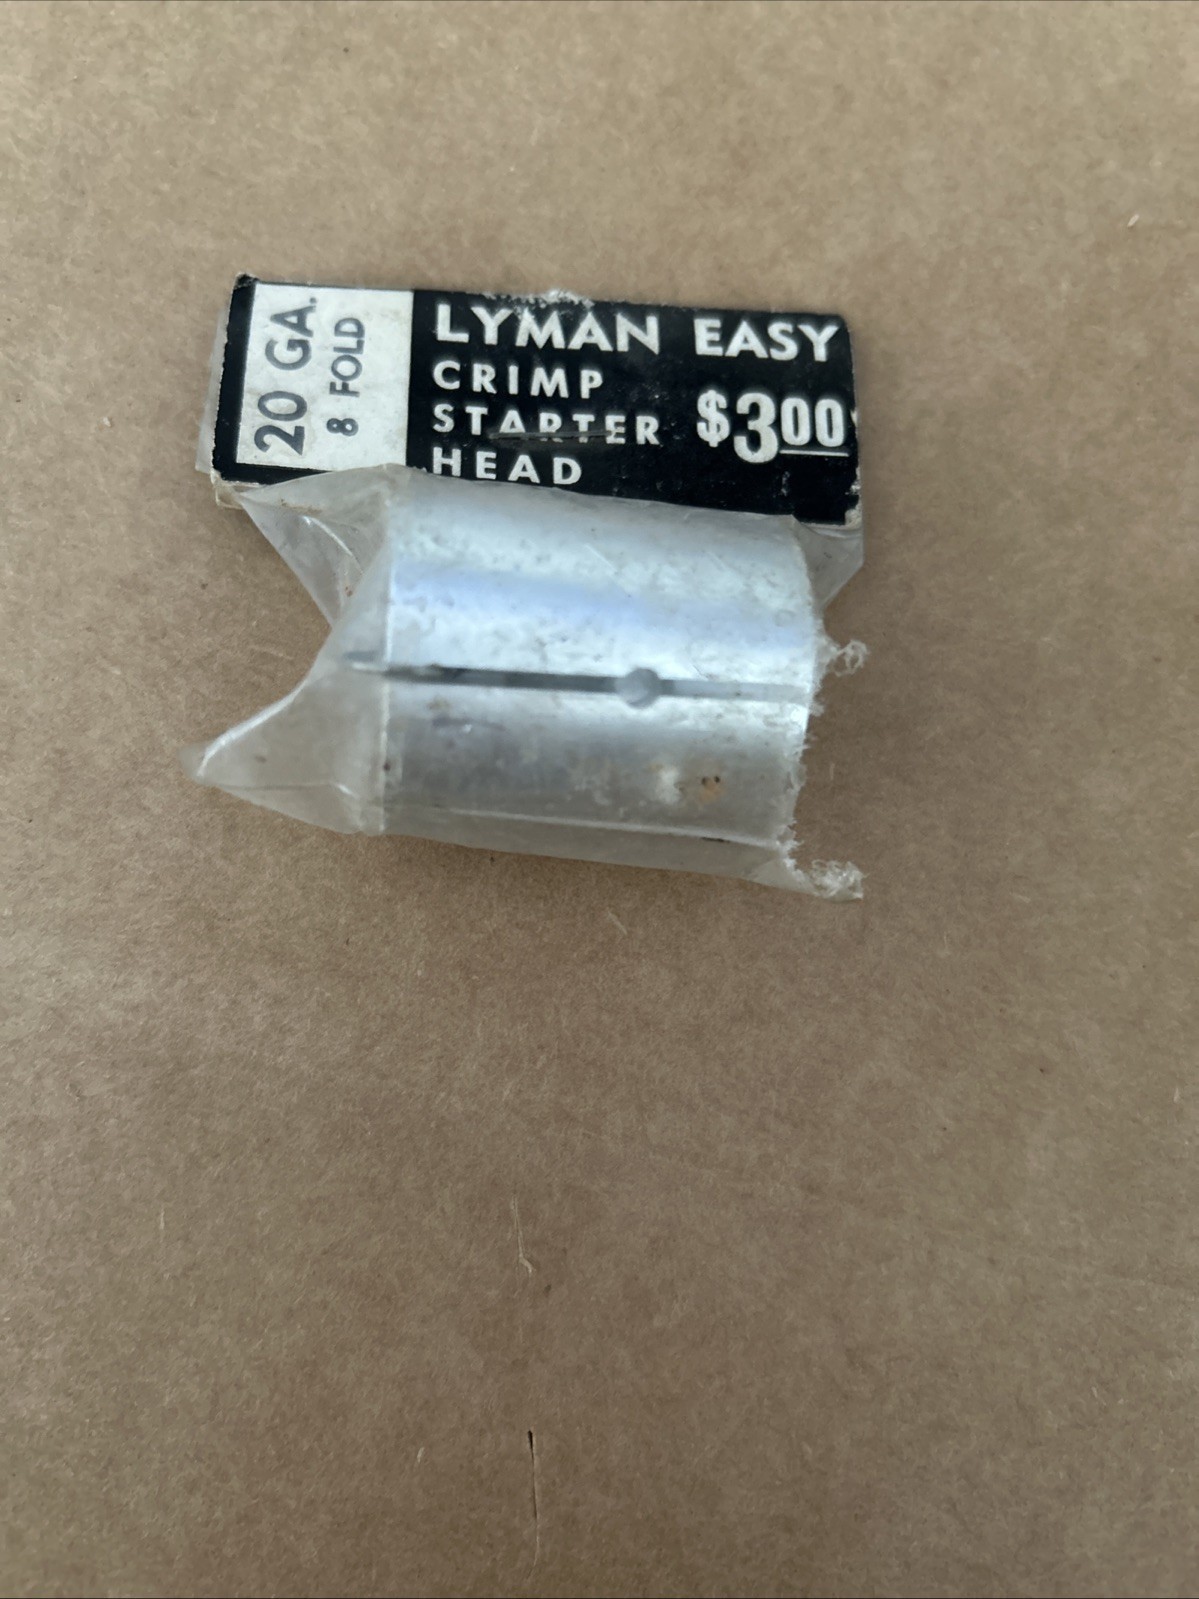 20 GA.
8 FOLD
LYMAN EASY
CRIMP
STARTER
HEAD
$3.00